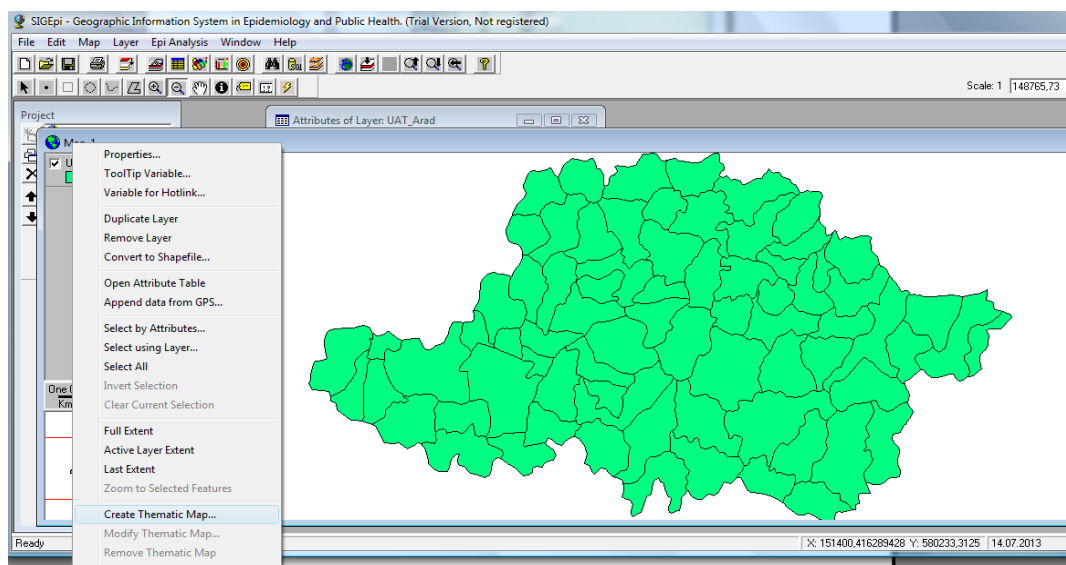 SIGEpi - Geographic Information System in Epidemiology and Public Health. (Trial Version, Not registered)
File Edit Map Layer Epi Analysis Window Help
Scale: 1 148765,73
Project
Attributes of Layer: UAT_Arad
Properties...
ToolTip Variable...
Variable for Hotlink...
Duplicate Layer
Remove Layer
Convert to Shapefile...
Open Attribute Table
Append data from GPS...
Select by Attributes...
Select using Layer...
Select All
Invert Selection
Clear Current Selection
Full Extent
Active Layer Extent
Last Extent
Zoom to Selected Features
Create Thematic Map...
Modify Thematic Map...
Remove Thematic Map
One
Km
Ready
X: 151400,416289428 Y: 580233,3125 14.07.2013